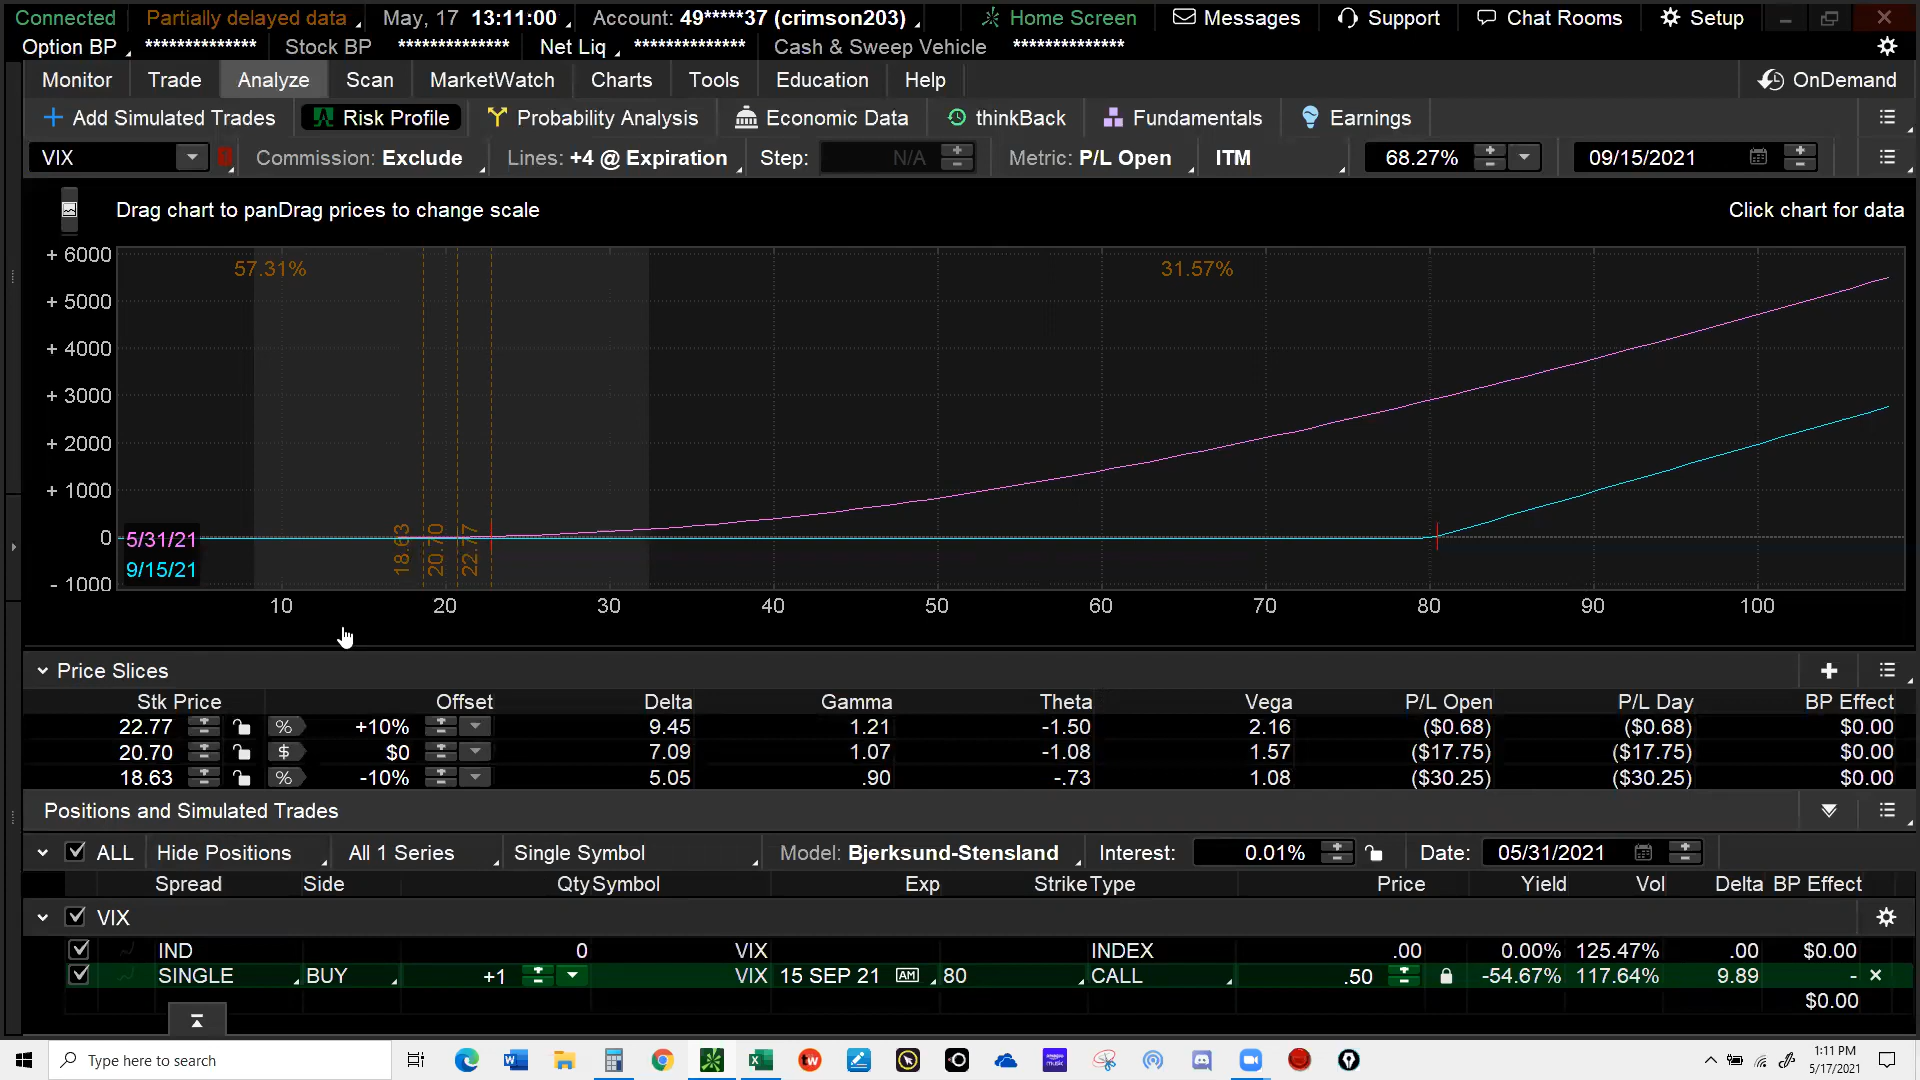 Connected Partially delayed data May, 17 13:11:00 Account: 49*****37 (crimson203) Home Screen Messages Support Chat Rooms Setup
Option BP ************** Stock BP ************** Net Liq ************** Cash & Sweep Vehicle **************
Monitor Trade Analyze Scan MarketWatch Charts Tools Education Help OnDemand
Add Simulated Trades Risk Profile Probability Analysis Economic Data thinkBack Fundamentals Earnings
VIX Commission: Exclude Lines: +4 @ Expiration Step: N/A Metric: P/L Open ITM 68.27% 09/15/2021
Drag chart to panDrag prices to change scale Click chart for data
+ 6000
57.31% 31.57%
+ 5000
+ 4000
+ 3000
+ 2000
+ 1000
0
- 1000
5/31/21
9/15/21
18.63 20.70 22.77
10 20 30 40 50 60 70 80 90 100
Price Slices
Stk Price Offset Delta Gamma Theta Vega P/L Open P/L Day BP Effect
22.77 % +10% 9.45 1.21 -1.50 2.16 ($0.68) ($0.68) $0.00
20.70 $ $0 7.09 1.07 -1.08 1.57 ($17.75) ($17.75) $0.00
18.63 % -10% 5.05 .90 -.73 1.08 ($30.25) ($30.25) $0.00
Positions and Simulated Trades
ALL Hide Positions All 1 Series Single Symbol Model: Bjerksund-Stensland Interest: 0.01% Date: 05/31/2021
Spread Side Qty Symbol Exp Strike Type Price Yield Vol Delta BP Effect
VIX
IND 0 VIX INDEX .00 0.00% 125.47% .00 $0.00
SINGLE BUY +1 VIX 15 SEP 21 AM 80 CALL .50 -54.67% 117.64% 9.89 -
$0.00
Type here to search
1:11 PM
5/17/2021